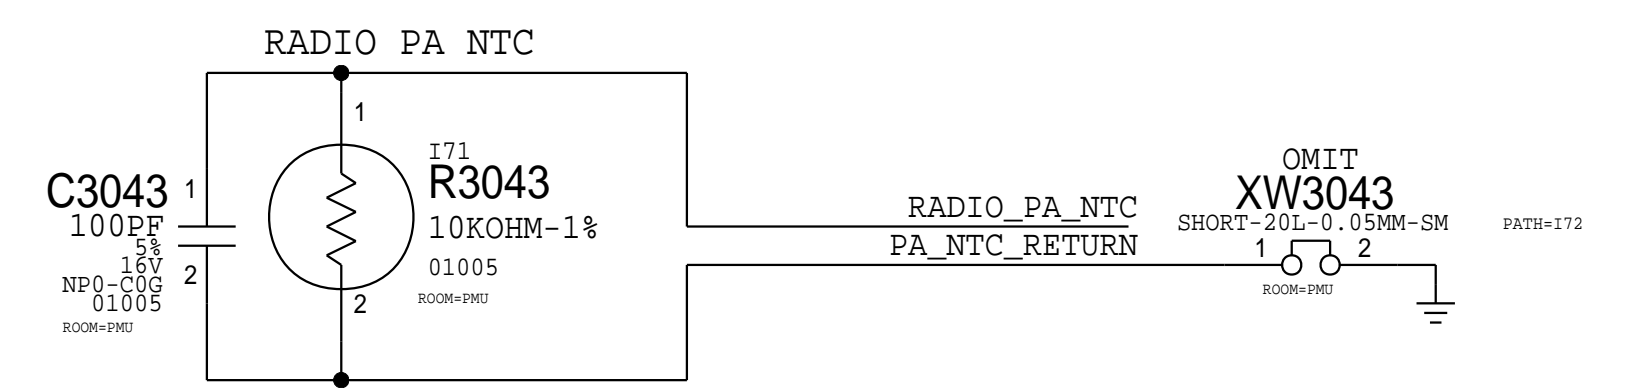 RADIO PA NTC
1
I71
R3043
10KOHM-1%
01005
ROOM=PMU
2
C3043
1
100PF
5%
16V
NP0-C0G
01005
2
ROOM=PMU
RADIO_PA_NTC
PA_NTC_RETURN
OMIT
XW3043
SHORT-20L-0.05MM-SM
1
2
ROOM=PMU
PATH=I72